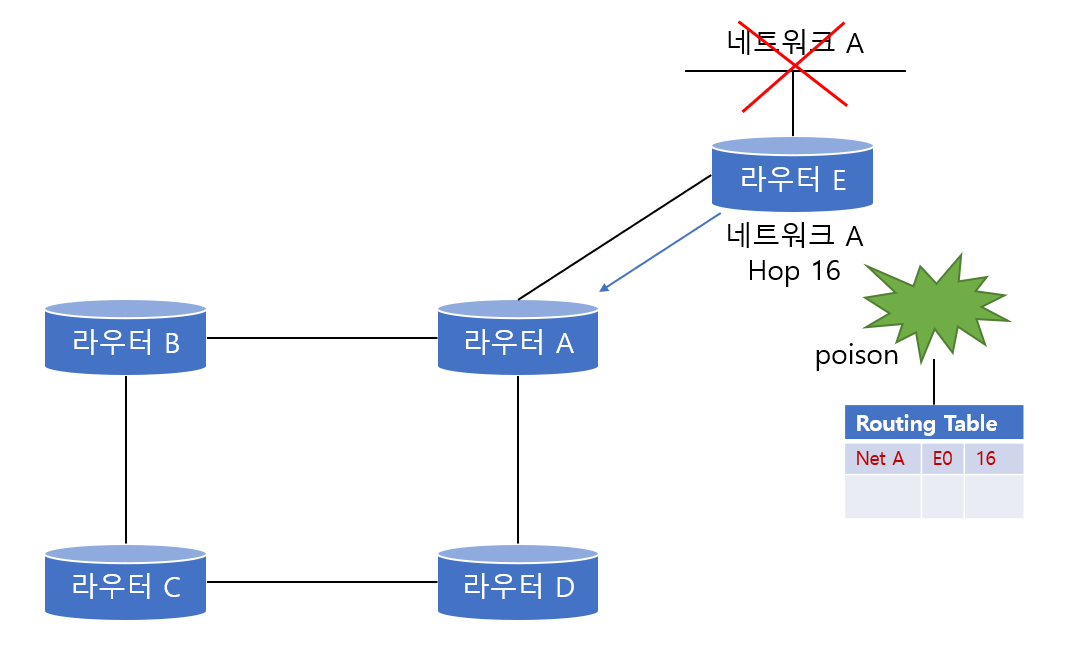 네트워크 A
라우터 E
네트워크 A
Hop 16
라우터 B
라우터 A
poison
Routing Table
Net A E0 16
라우터 C
라우터 D